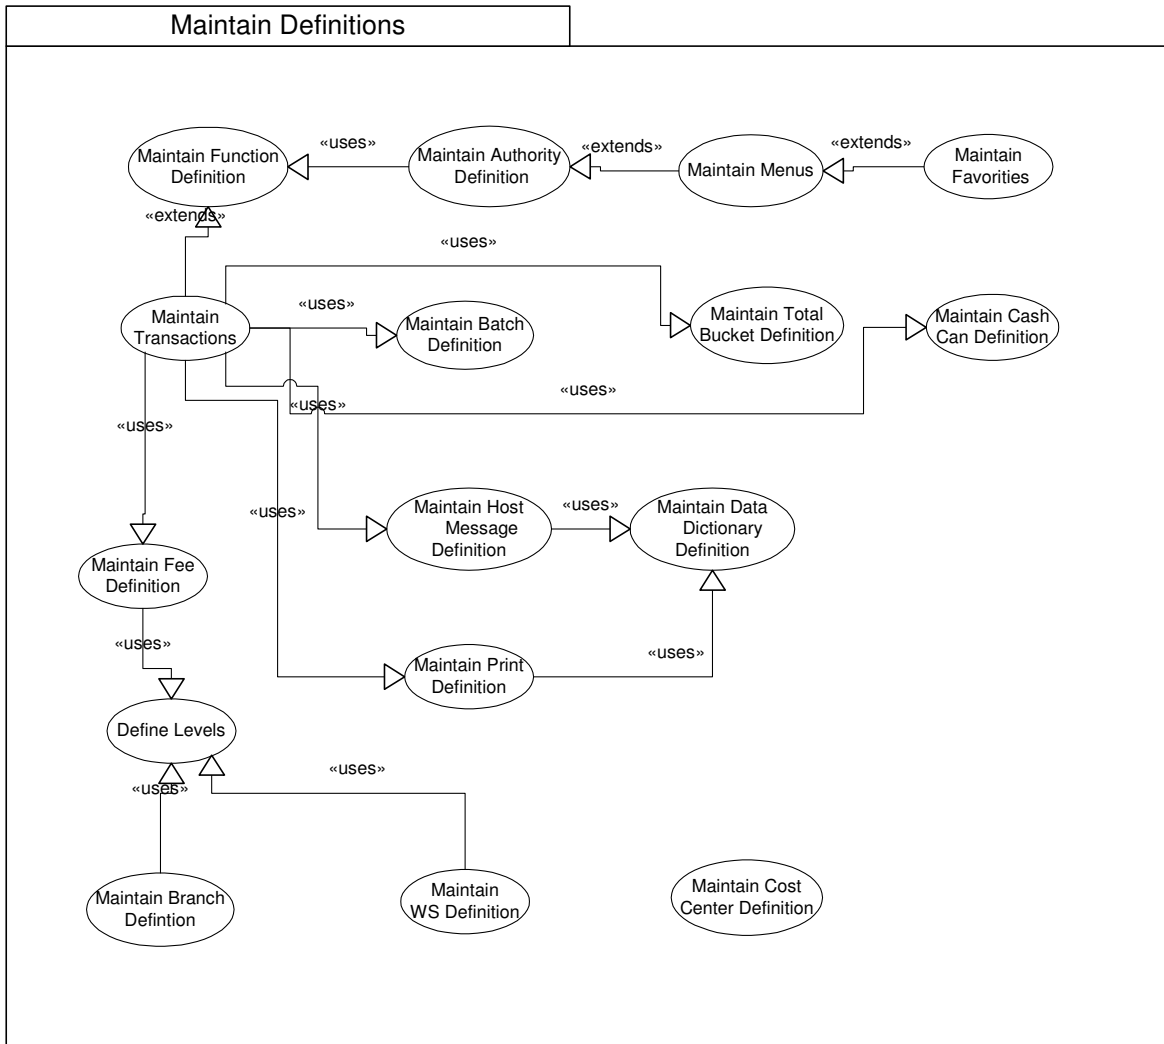 Maintain Definitions
Maintain Function
Definition
«uses»
Maintain Authority
Definition
«extends»
Maintain Menus
«extends»
Maintain
Favorities
«extends»
«uses»
Maintain
Transactions
«uses»
Maintain Batch
Definition
Maintain Total
Bucket Definition
Maintain Cash
Can Definition
«uses»
«uses»
«uses»
«uses»
Maintain Host
Message
Definition
«uses»
Maintain Data
Dictionary
Definition
Maintain Fee
Definition
«uses»
Maintain Print
Definition
«uses»
Define Levels
«uses»
«uses»
Maintain Branch
Defintion
Maintain
WS Definition
Maintain Cost
Center Definition